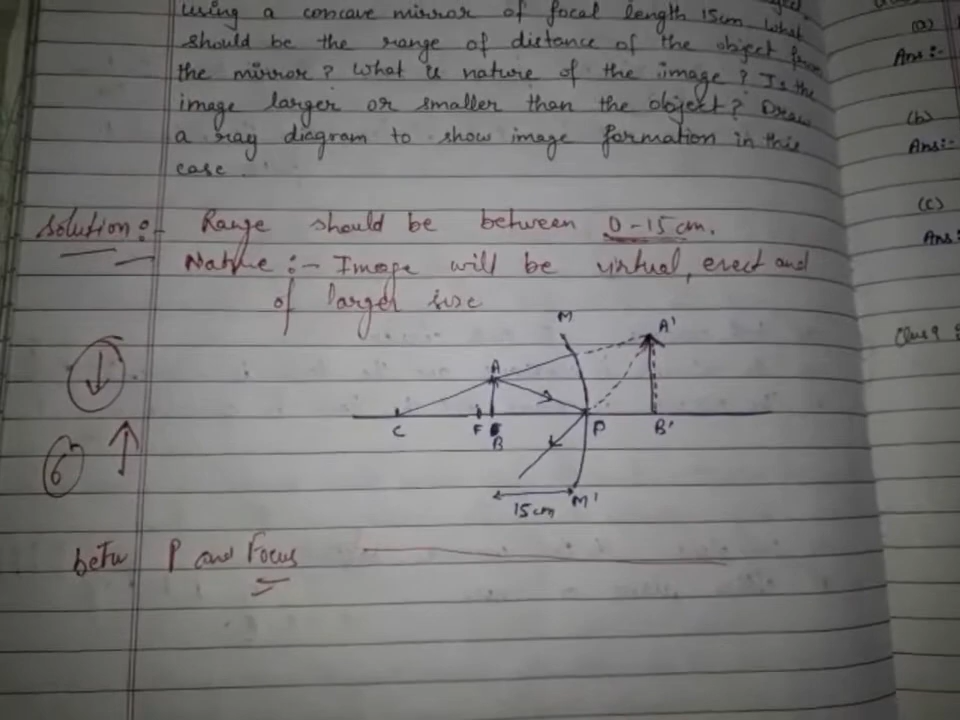 using a concave mirror of focal length 15cm what
should be the range of distance of the object from
the mirror? What is nature of the image? Is the
image larger or smaller than the object? Draw
a ray diagram to show image formation in this
case.
Solution:- Range should be between 0-15 cm.
Nature :- Image will be virtual, erect and
of larger size
M
A'
A
C
F
B
P
B'
15cm
M'
6
betw P and Focus
(a)
Ans:-
(b)
Ans:-
(c)
Ans: